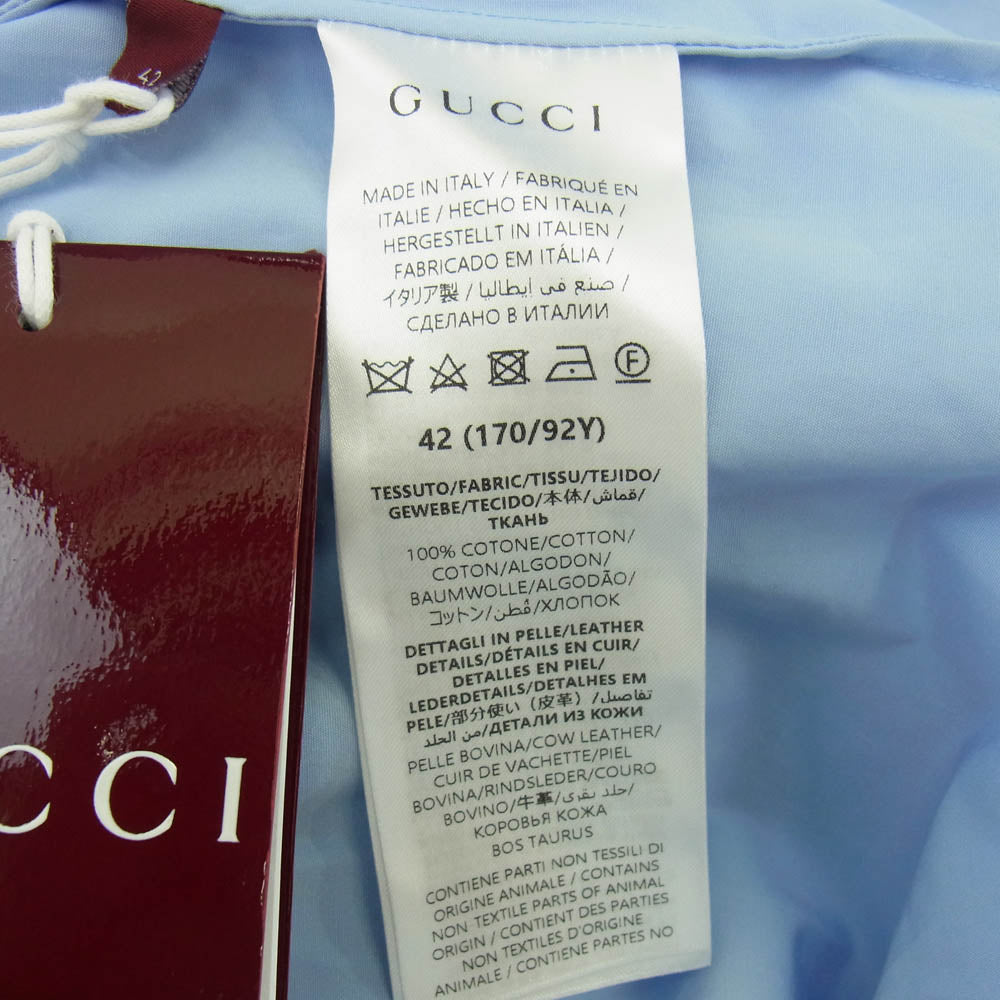 42
GUCCI
MADE IN ITALY / FABRIQUÉ EN
ITALIE / HECHO EN ITALIA /
HERGESTELLT IN ITALIEN /
FABRICADO EM ITÁLIA /
イタリア製 / صنع في إيطاليا /
СДЕЛАНО В ИТАЛИИ
F
42 (170/92Y)
TESSUTO/FABRIC/TISSU/TEJIDO/
GEWEBE/TECIDO/本体/قماش/
ТКАНЬ
100% COTONE/COTTON/
COTON/ALGODÓN/
BAUMWOLLE/ALGODÃO/
コットン/قُطن/ХЛОПОК
DETTAGLI IN PELLE/LEATHER
DETAILS/DÉTAILS EN CUIR/
DETALLES EN PIEL/
LEDERDETAILS/DETALHES EM
PELE/部分使い（皮革）/تفاصيل
من الجلد/ДЕТАЛИ ИЗ КОЖИ
PELLE BOVINA/COW LEATHER/
CUIR DE VACHETTE/PIEL
BOVINA/RINDSLEDER/COURO
BOVINO/牛革/جلد بقري/
КОРОВЬЯ КОЖА
BOS TAURUS
CONTIENE PARTI NON TESSILI DI
ORIGINE ANIMALE / CONTAINS
NON TEXTILE PARTS OF ANIMAL
ORIGIN / CONTIENT DES PARTIES
NON TEXTILES D'ORIGINE
ANIMALE / CONTIENE PARTES NO
CCI